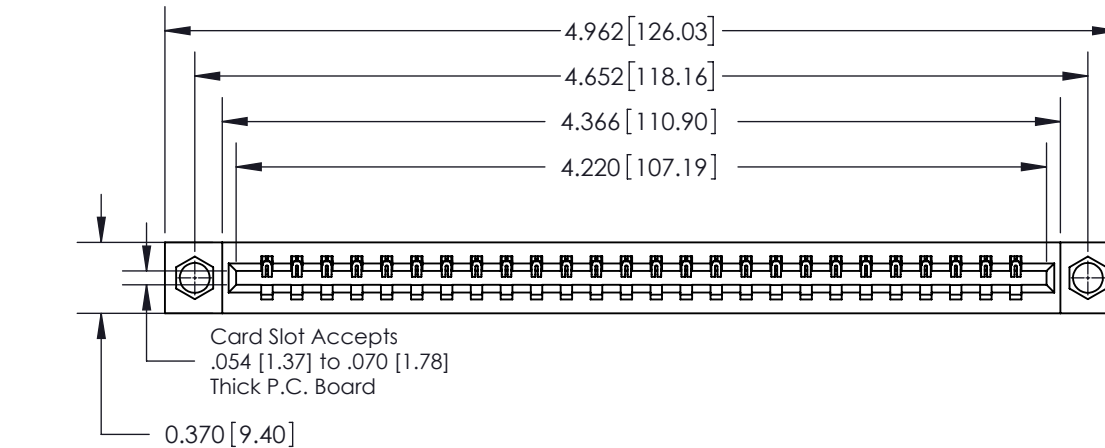 4.962[126.03]
4.652[118.16]
4.366[110.90]
4.220[107.19]
Card Slot Accepts
.054 [1.37] to .070 [1.78]
Thick P.C. Board
0.370[9.40]